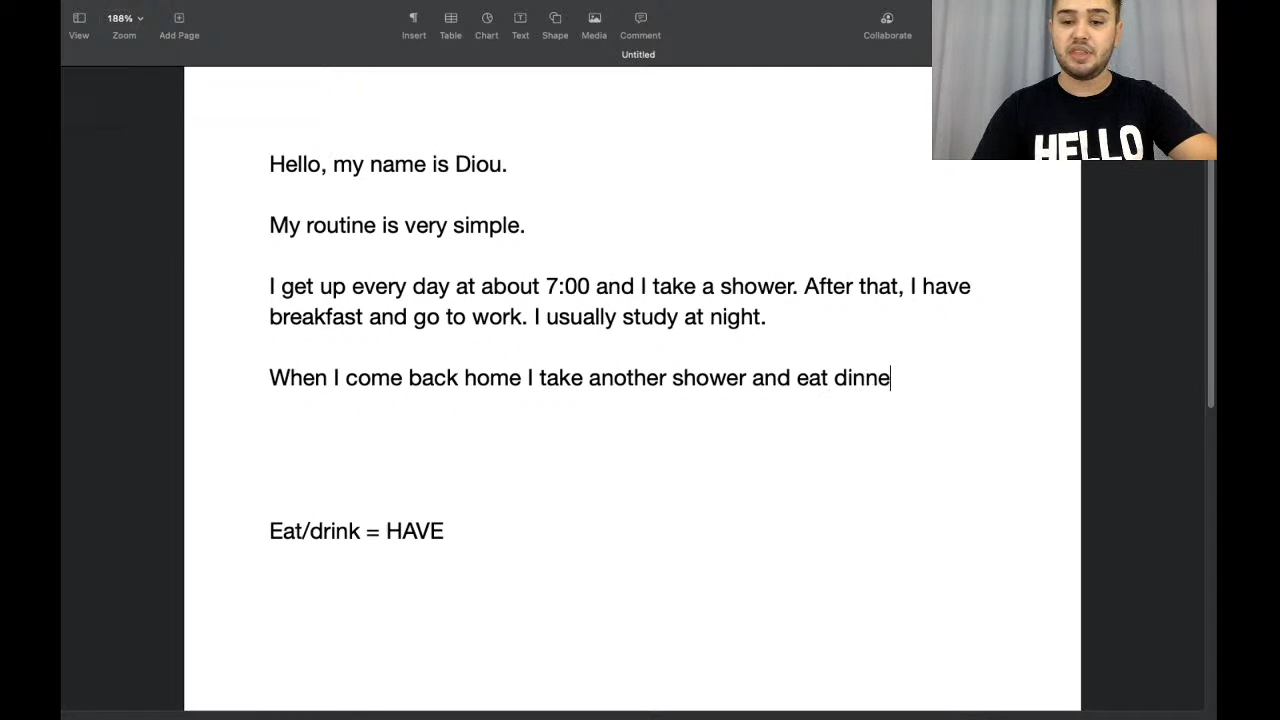 188%
View
Zoom
Add Page
Insert
Table
Chart
Text
Shape
Media
Comment
Collaborate
Untitled
HELLO
Hello, my name is Diou.
My routine is very simple.
I get up every day at about 7:00 and I take a shower. After that, I have
breakfast and go to work. I usually study at night.
When I come back home I take another shower and eat dinne
Eat/drink = HAVE